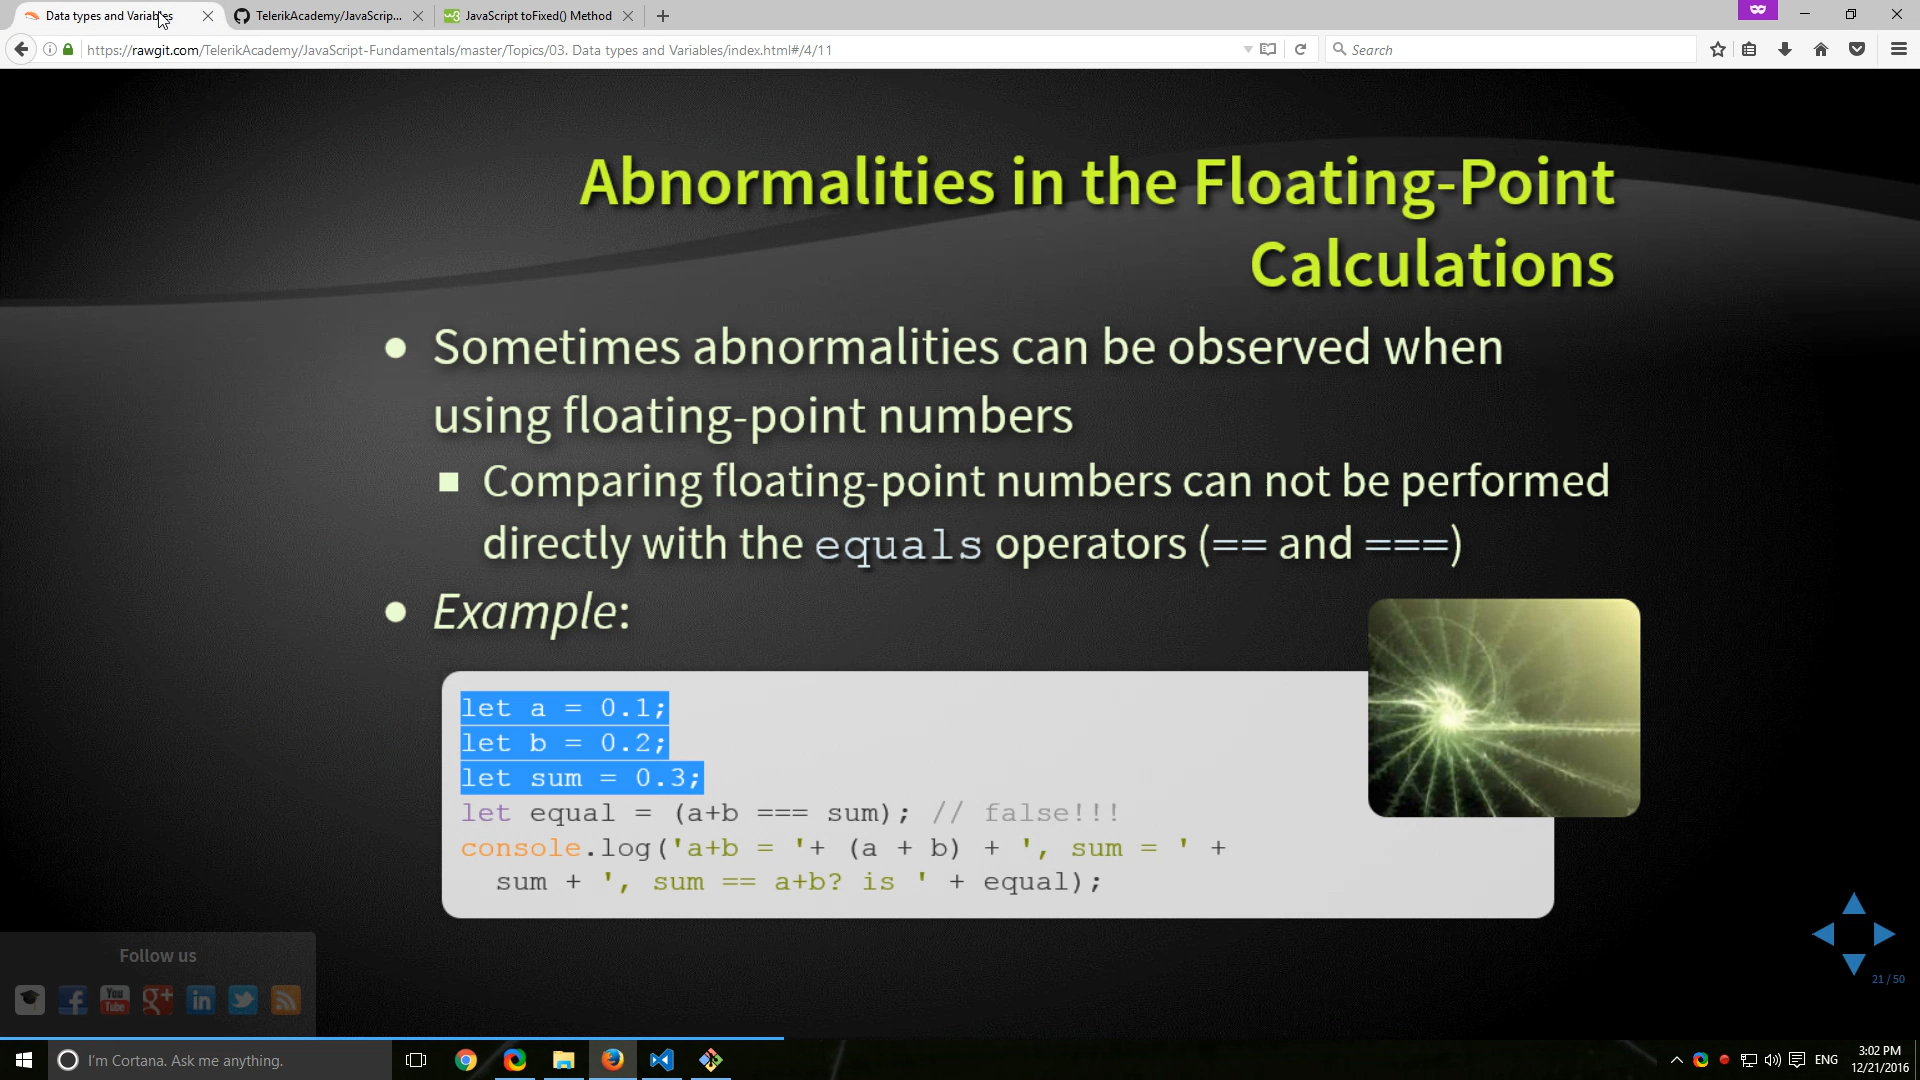 Data types and Variables
TelerikAcademy/JavaScrip...
JavaScript toFixed() Method
https://rawgit.com/TelerikAcademy/JavaScript-Fundamentals/master/Topics/03. Data types and Variables/index.html#/4/11
Search
Abnormalities in the Floating-Point
Calculations
Sometimes abnormalities can be observed when
using floating-point numbers
Comparing floating-point numbers can not be performed
directly with the equals operators (== and ===)
Example:
let a = 0.1;
let b = 0.2;
let sum = 0.3;
let equal = (a+b === sum); // false!!!
console.log('a+b = '+ (a + b) + ', sum = ' +
sum + ', sum == a+b? is ' + equal);
21 / 50
Follow us
You
Tube
I'm Cortana. Ask me anything.
ENG
3:02 PM
12/21/2016